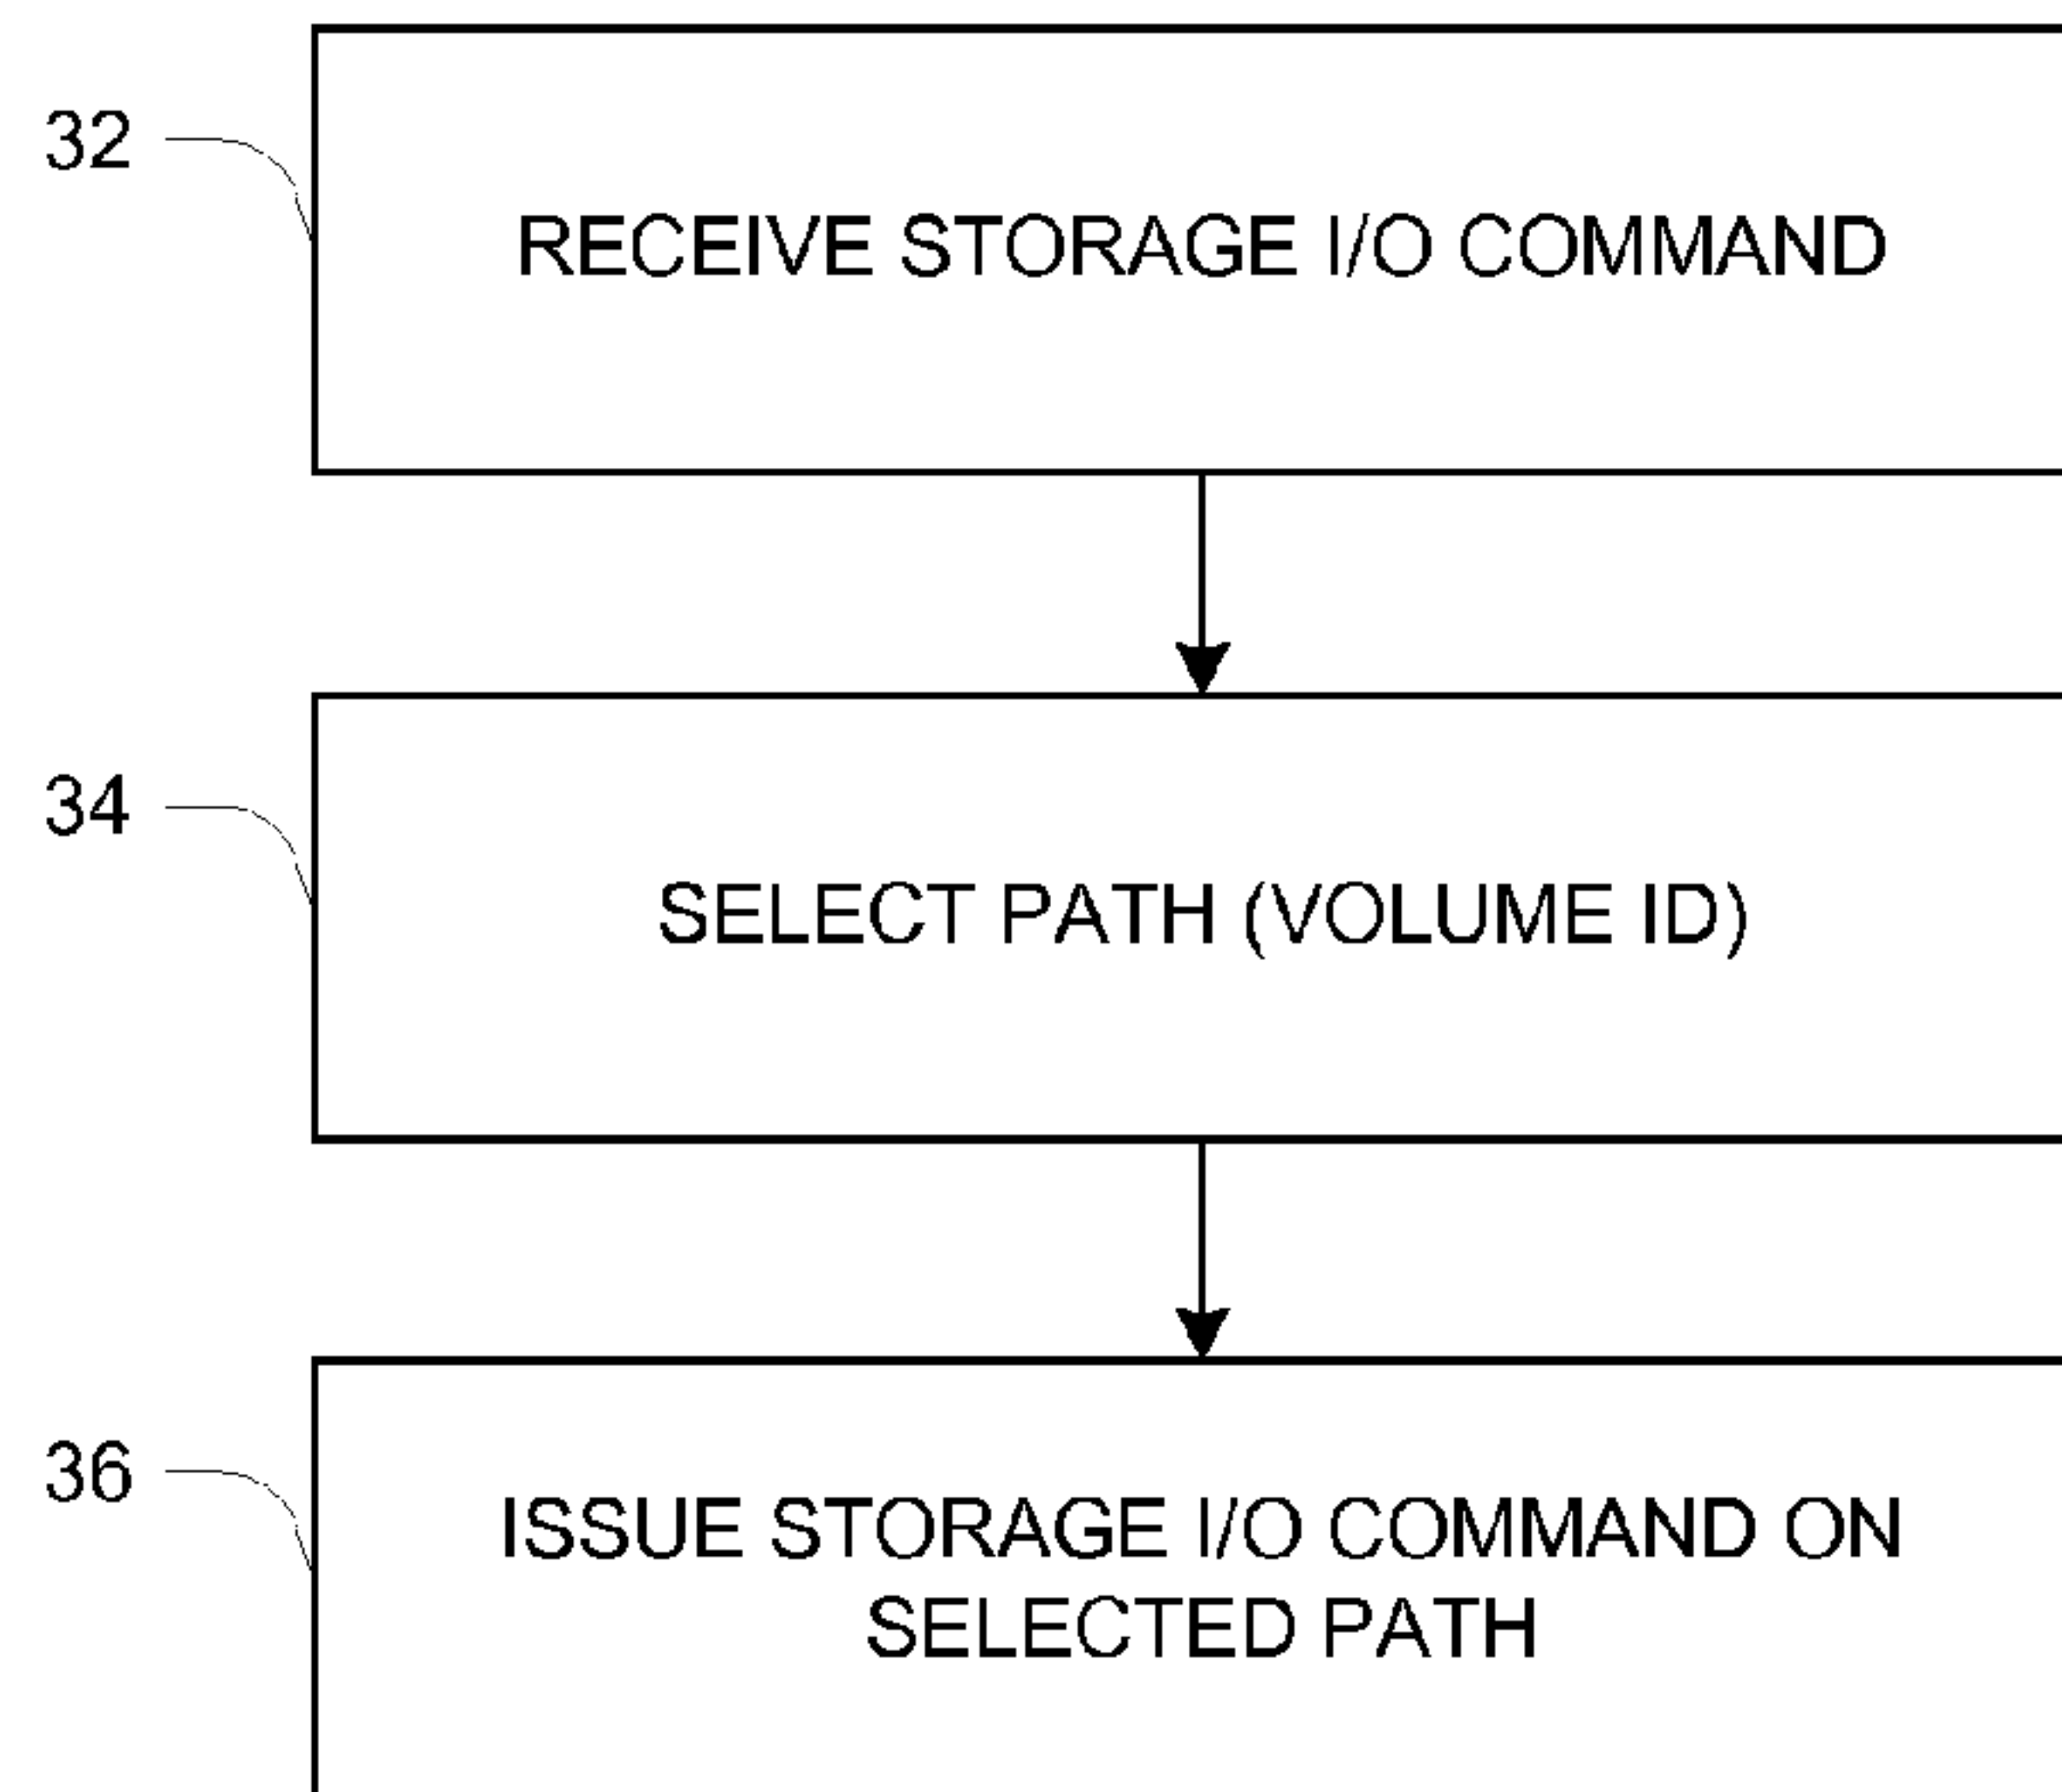 32
RECEIVE STORAGE I/O COMMAND
34
SELECT PATH (VOLUME ID)
36
ISSUE STORAGE I/O COMMAND ON
SELECTED PATH